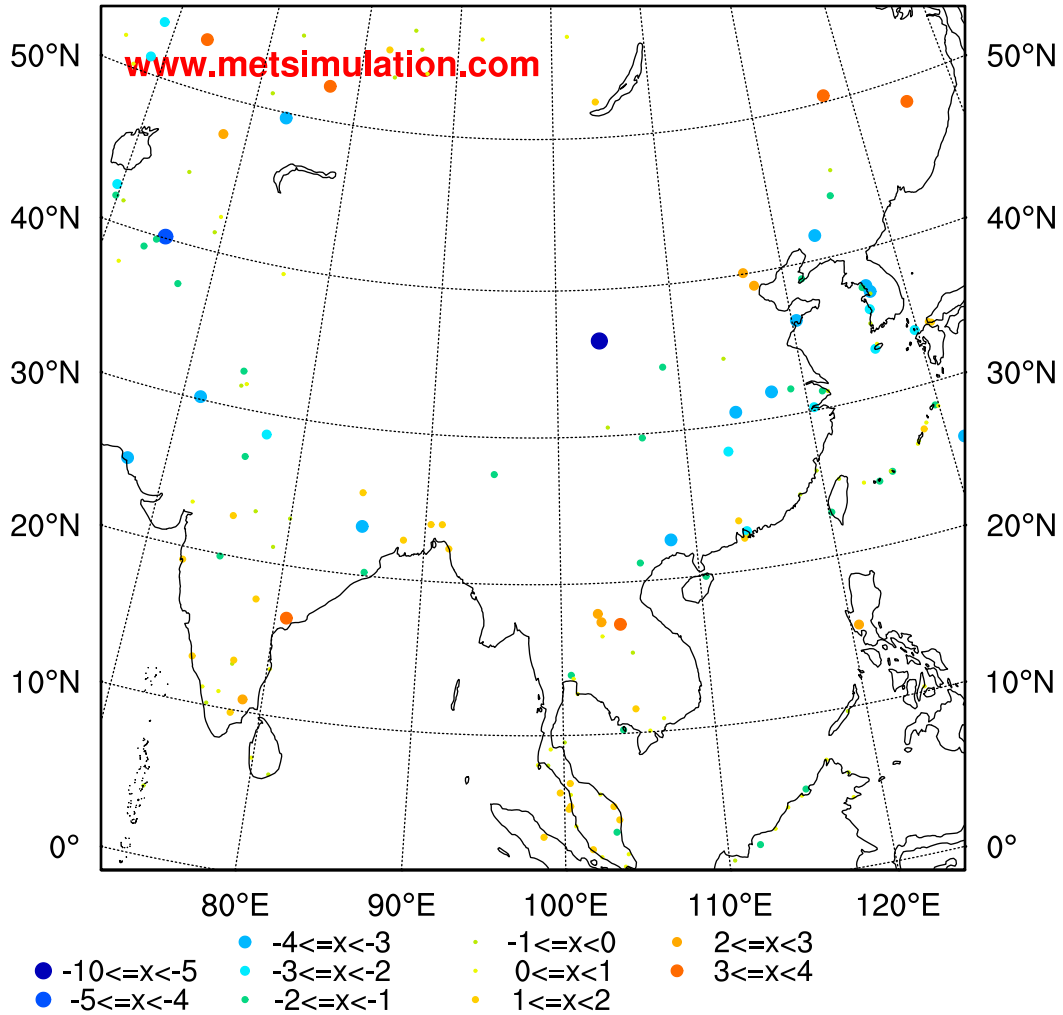 50°N 50°N
www.metsimulation.com
40°N 40°N
30°N 30°N
20°N 20°N
10°N 10°N
0° 0°
80°E 90°E 100°E 110°E 120°E
-4<=x<-3 -1<=x<0 2<=x<3
-10<=x<-5 -3<=x<-2 0<=x<1 3<=x<4
-5<=x<-4 -2<=x<-1 1<=x<2